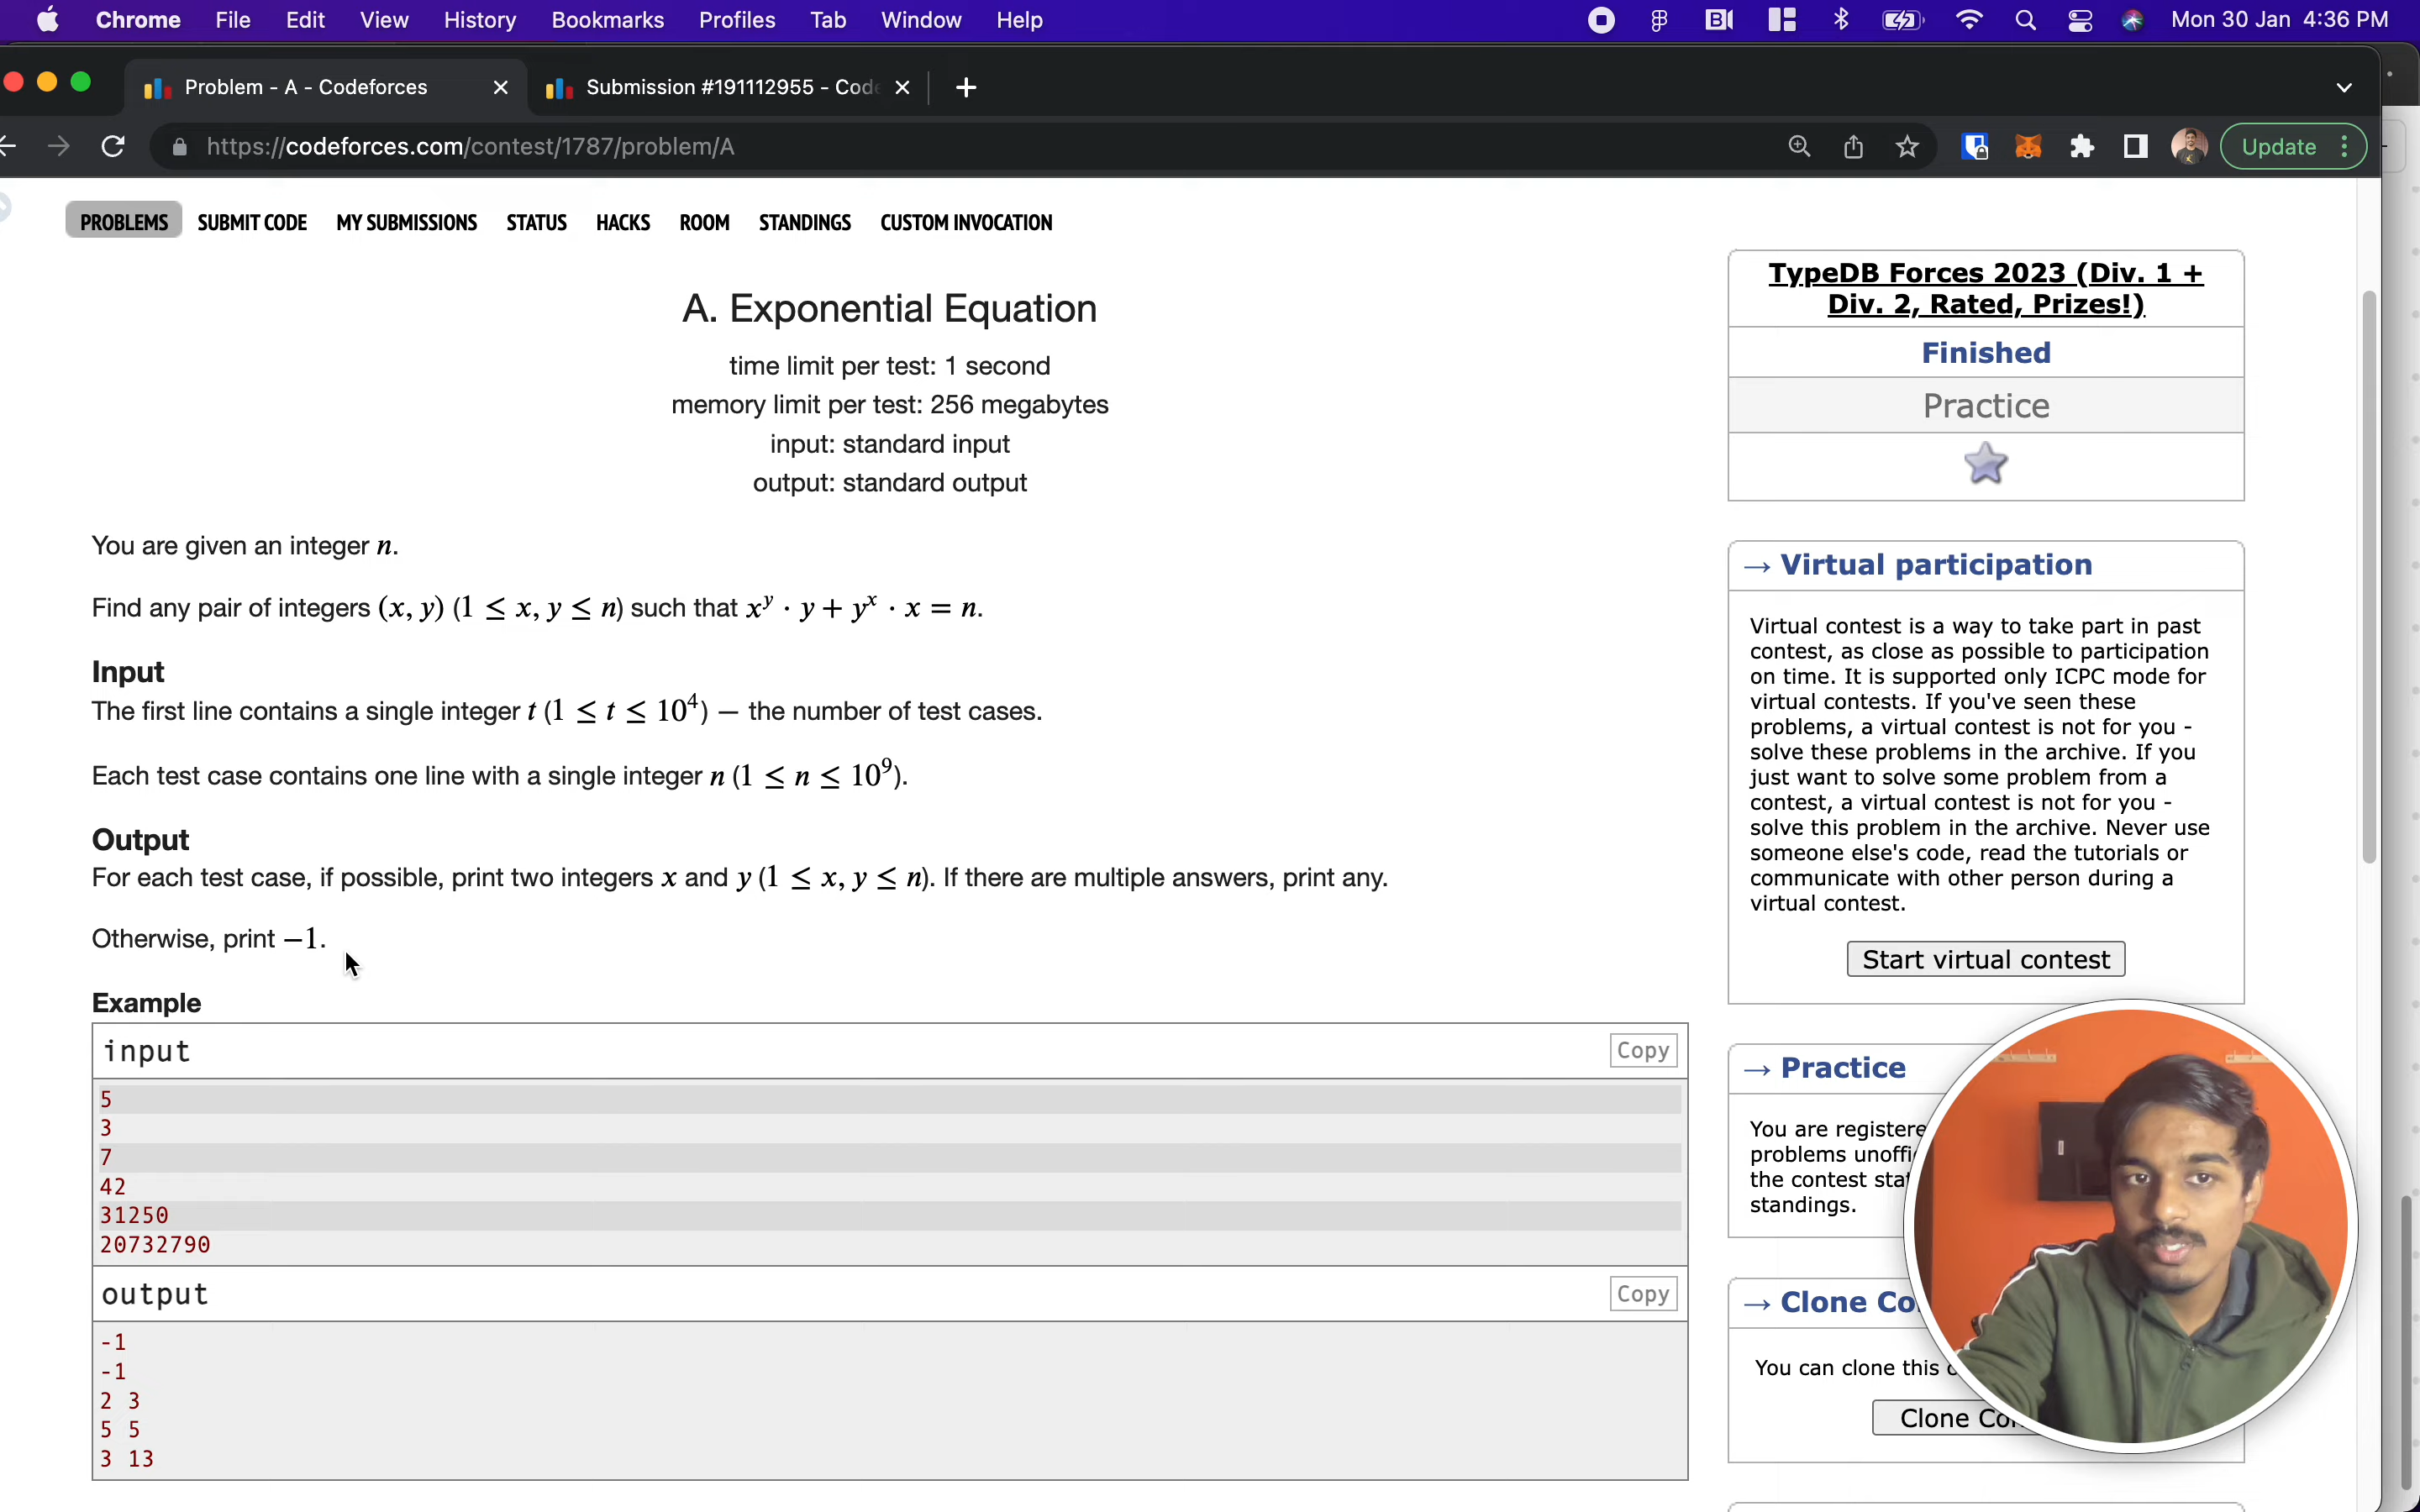 Chrome File Edit View History Bookmarks Profiles Tab Window Help Mon 30 Jan 4:36 PM
Problem - A - Codeforces Submission #191112955 - Code
https://codeforces.com/contest/1787/problem/A Update
PROBLEMS SUBMIT CODE MY SUBMISSIONS STATUS HACKS ROOM STANDINGS CUSTOM INVOCATION
A. Exponential Equation
time limit per test: 1 second
memory limit per test: 256 megabytes
input: standard input
output: standard output
You are given an integer n.
Find any pair of integers (x, y) (1 ≤ x, y ≤ n) such that x^y · y + y^x · x = n.
Input
The first line contains a single integer t (1 ≤ t ≤ 10^4) — the number of test cases.
Each test case contains one line with a single integer n (1 ≤ n ≤ 10^9).
Output
For each test case, if possible, print two integers x and y (1 ≤ x, y ≤ n). If there are multiple answers, print any.
Otherwise, print −1.
Example
input Copy
5
3
7
42
31250
20732790
output Copy
-1
-1
2 3
5 5
3 13
TypeDB Forces 2023 (Div. 1 +
Div. 2, Rated, Prizes!)
Finished
Practice
→ Virtual participation
Virtual contest is a way to take part in past
contest, as close as possible to participation
on time. It is supported only ICPC mode for
virtual contests. If you've seen these
problems, a virtual contest is not for you -
solve these problems in the archive. If you
just want to solve some problem from a
contest, a virtual contest is not for you -
solve this problem in the archive. Never use
someone else's code, read the tutorials or
communicate with other person during a
virtual contest.
Start virtual contest
→ Practice
You are registere
problems unoffi
the contest sta
standings.
→ Clone Co
You can clone this
Clone Con